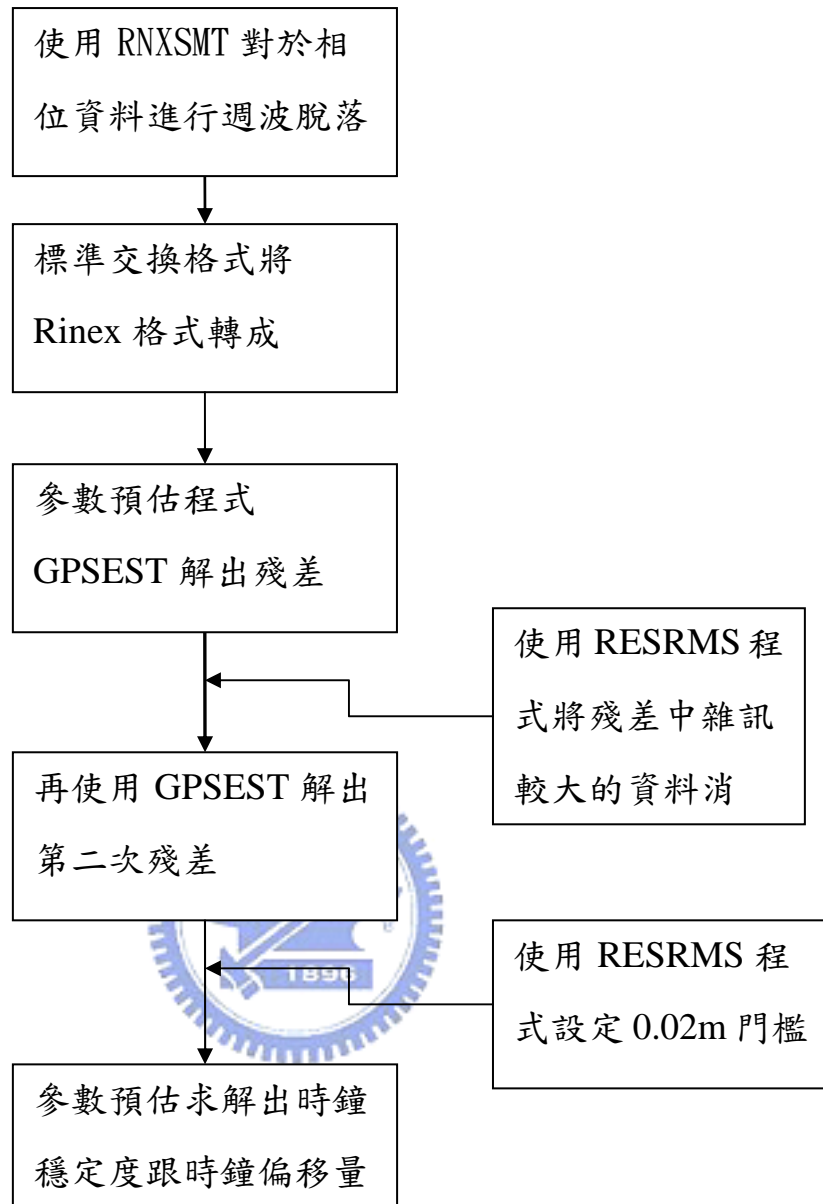 使用 RNXSMT 對於相
位資料進行週波脫落
標準交換格式將
Rinex 格式轉成
參數預估程式
GPSEST 解出殘差
使用 RESRMS 程
式將殘差中雜訊
較大的資料消
再使用 GPSEST 解出
第二次殘差
1896
使用 RESRMS 程
式設定 0.02m 門檻
參數預估求解出時鐘
穩定度跟時鐘偏移量